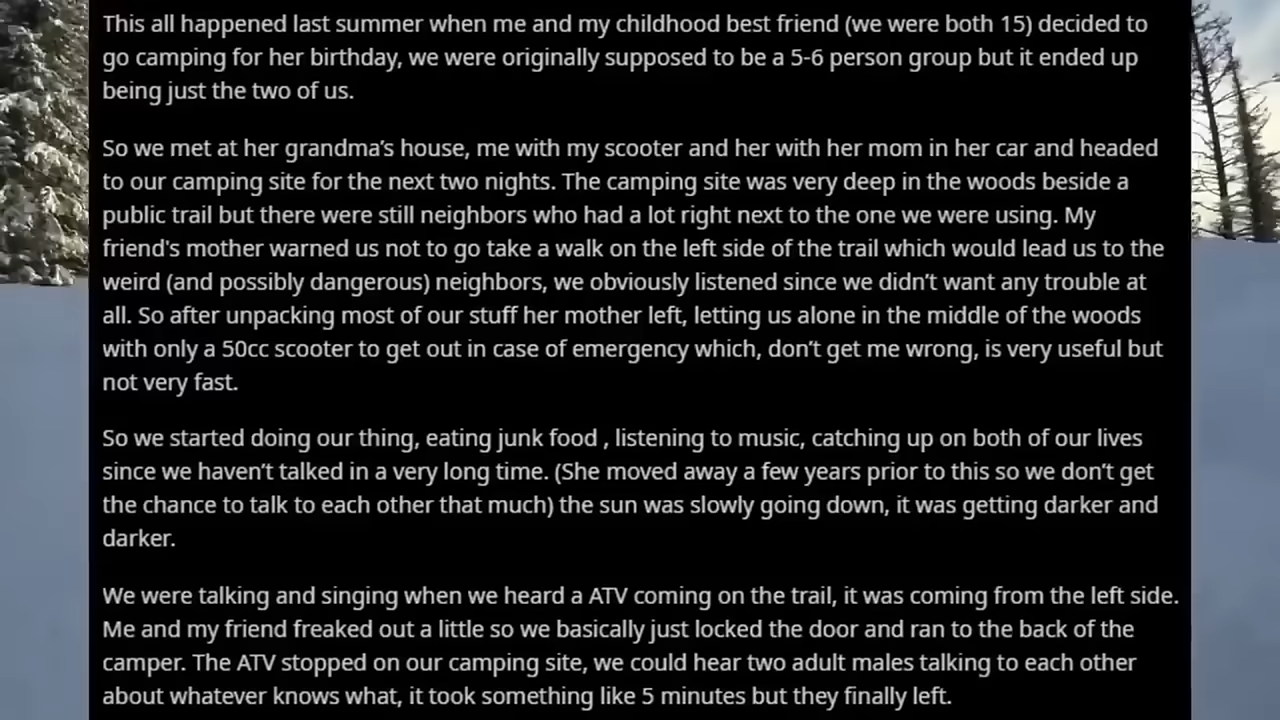 This all happened last summer when me and my childhood best friend (we were both 15) decided to
go camping for her birthday, we were originally supposed to be a 5-6 person group but it ended up
being just the two of us.
So we met at her grandma's house, me with my scooter and her with her mom in her car and headed
to our camping site for the next two nights. The camping site was very deep in the woods beside a
public trail but there were still neighbors who had a lot right next to the one we were using. My
friend's mother warned us not to go take a walk on the left side of the trail which would lead us to the
weird (and possibly dangerous) neighbors, we obviously listened since we didn't want any trouble at
all. So after unpacking most of our stuff her mother left, letting us alone in the middle of the woods
with only a 50cc scooter to get out in case of emergency which, don't get me wrong, is very useful but
not very fast.
So we started doing our thing, eating junk food , listening to music, catching up on both of our lives
since we haven't talked in a very long time. (She moved away a few years prior to this so we don't get
the chance to talk to each other that much) the sun was slowly going down, it was getting darker and
darker.
We were talking and singing when we heard a ATV coming on the trail, it was coming from the left side.
Me and my friend freaked out a little so we basically just locked the door and ran to the back of the
camper. The ATV stopped on our camping site, we could hear two adult males talking to each other
about whatever knows what, it took something like 5 minutes but they finally left.